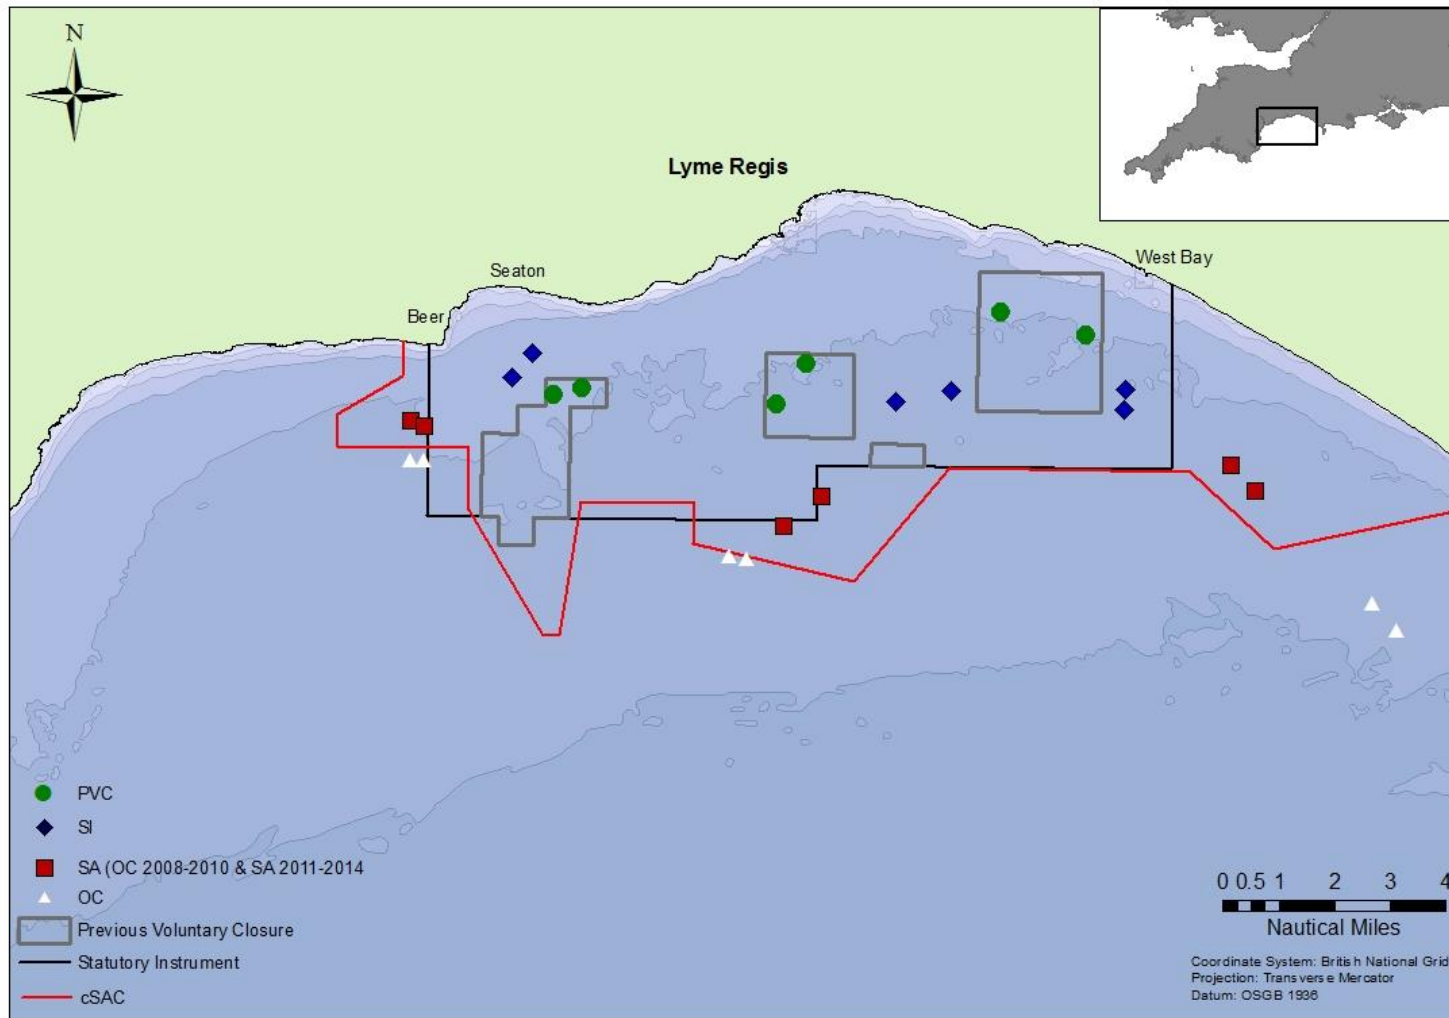 N
Lyme Regis
West Bay
Seaton
Beer
PVC
SI
SA (OC 2008-2010 & SA 2011-2014
OC
Previous Voluntary Closure
Statutory Instrument
cSAC
0 0.5 1 2 3 4
Nautical Miles
Coordinate System: British National Grid
Projection: Transverse Mercator
Datum: OSGB 1936